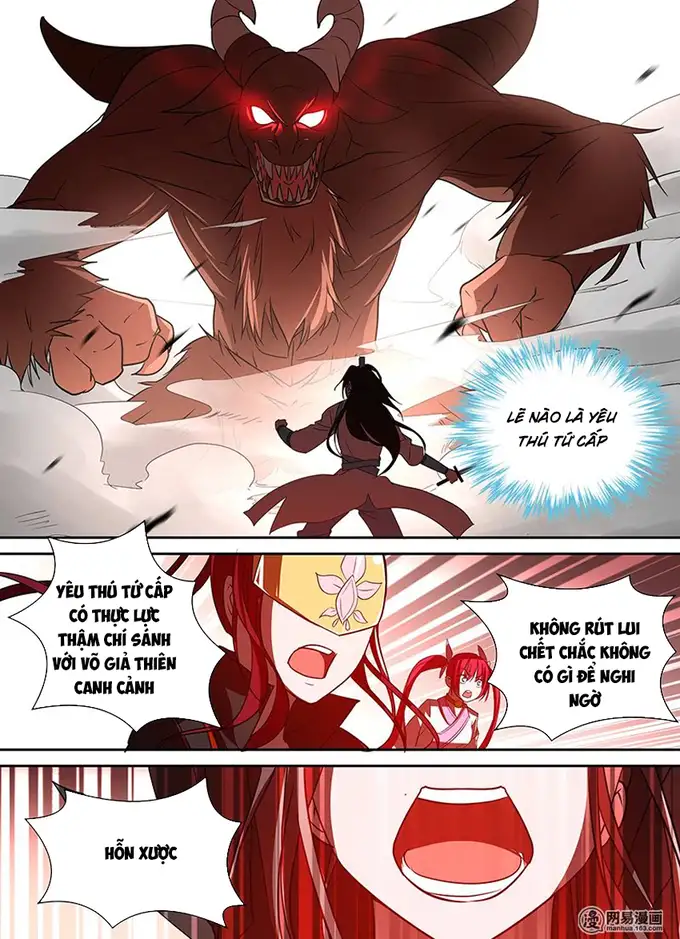 LẼ NÀO LÀ YÊU
THÚ TỨ CẤP
YÊU THÚ TỨ CẤP
CÓ THỰC LỰC
THẬM CHÍ SÁNH
VỚI VÕ GIẢ THIÊN
CANH CẢNH
KHÔNG RÚT LUI
CHẾT CHẮC KHÔNG
CÓ GÌ ĐỂ NGHI
NGỜ
HỖN XƯỢC
漫 网易漫画
manhua.163.com